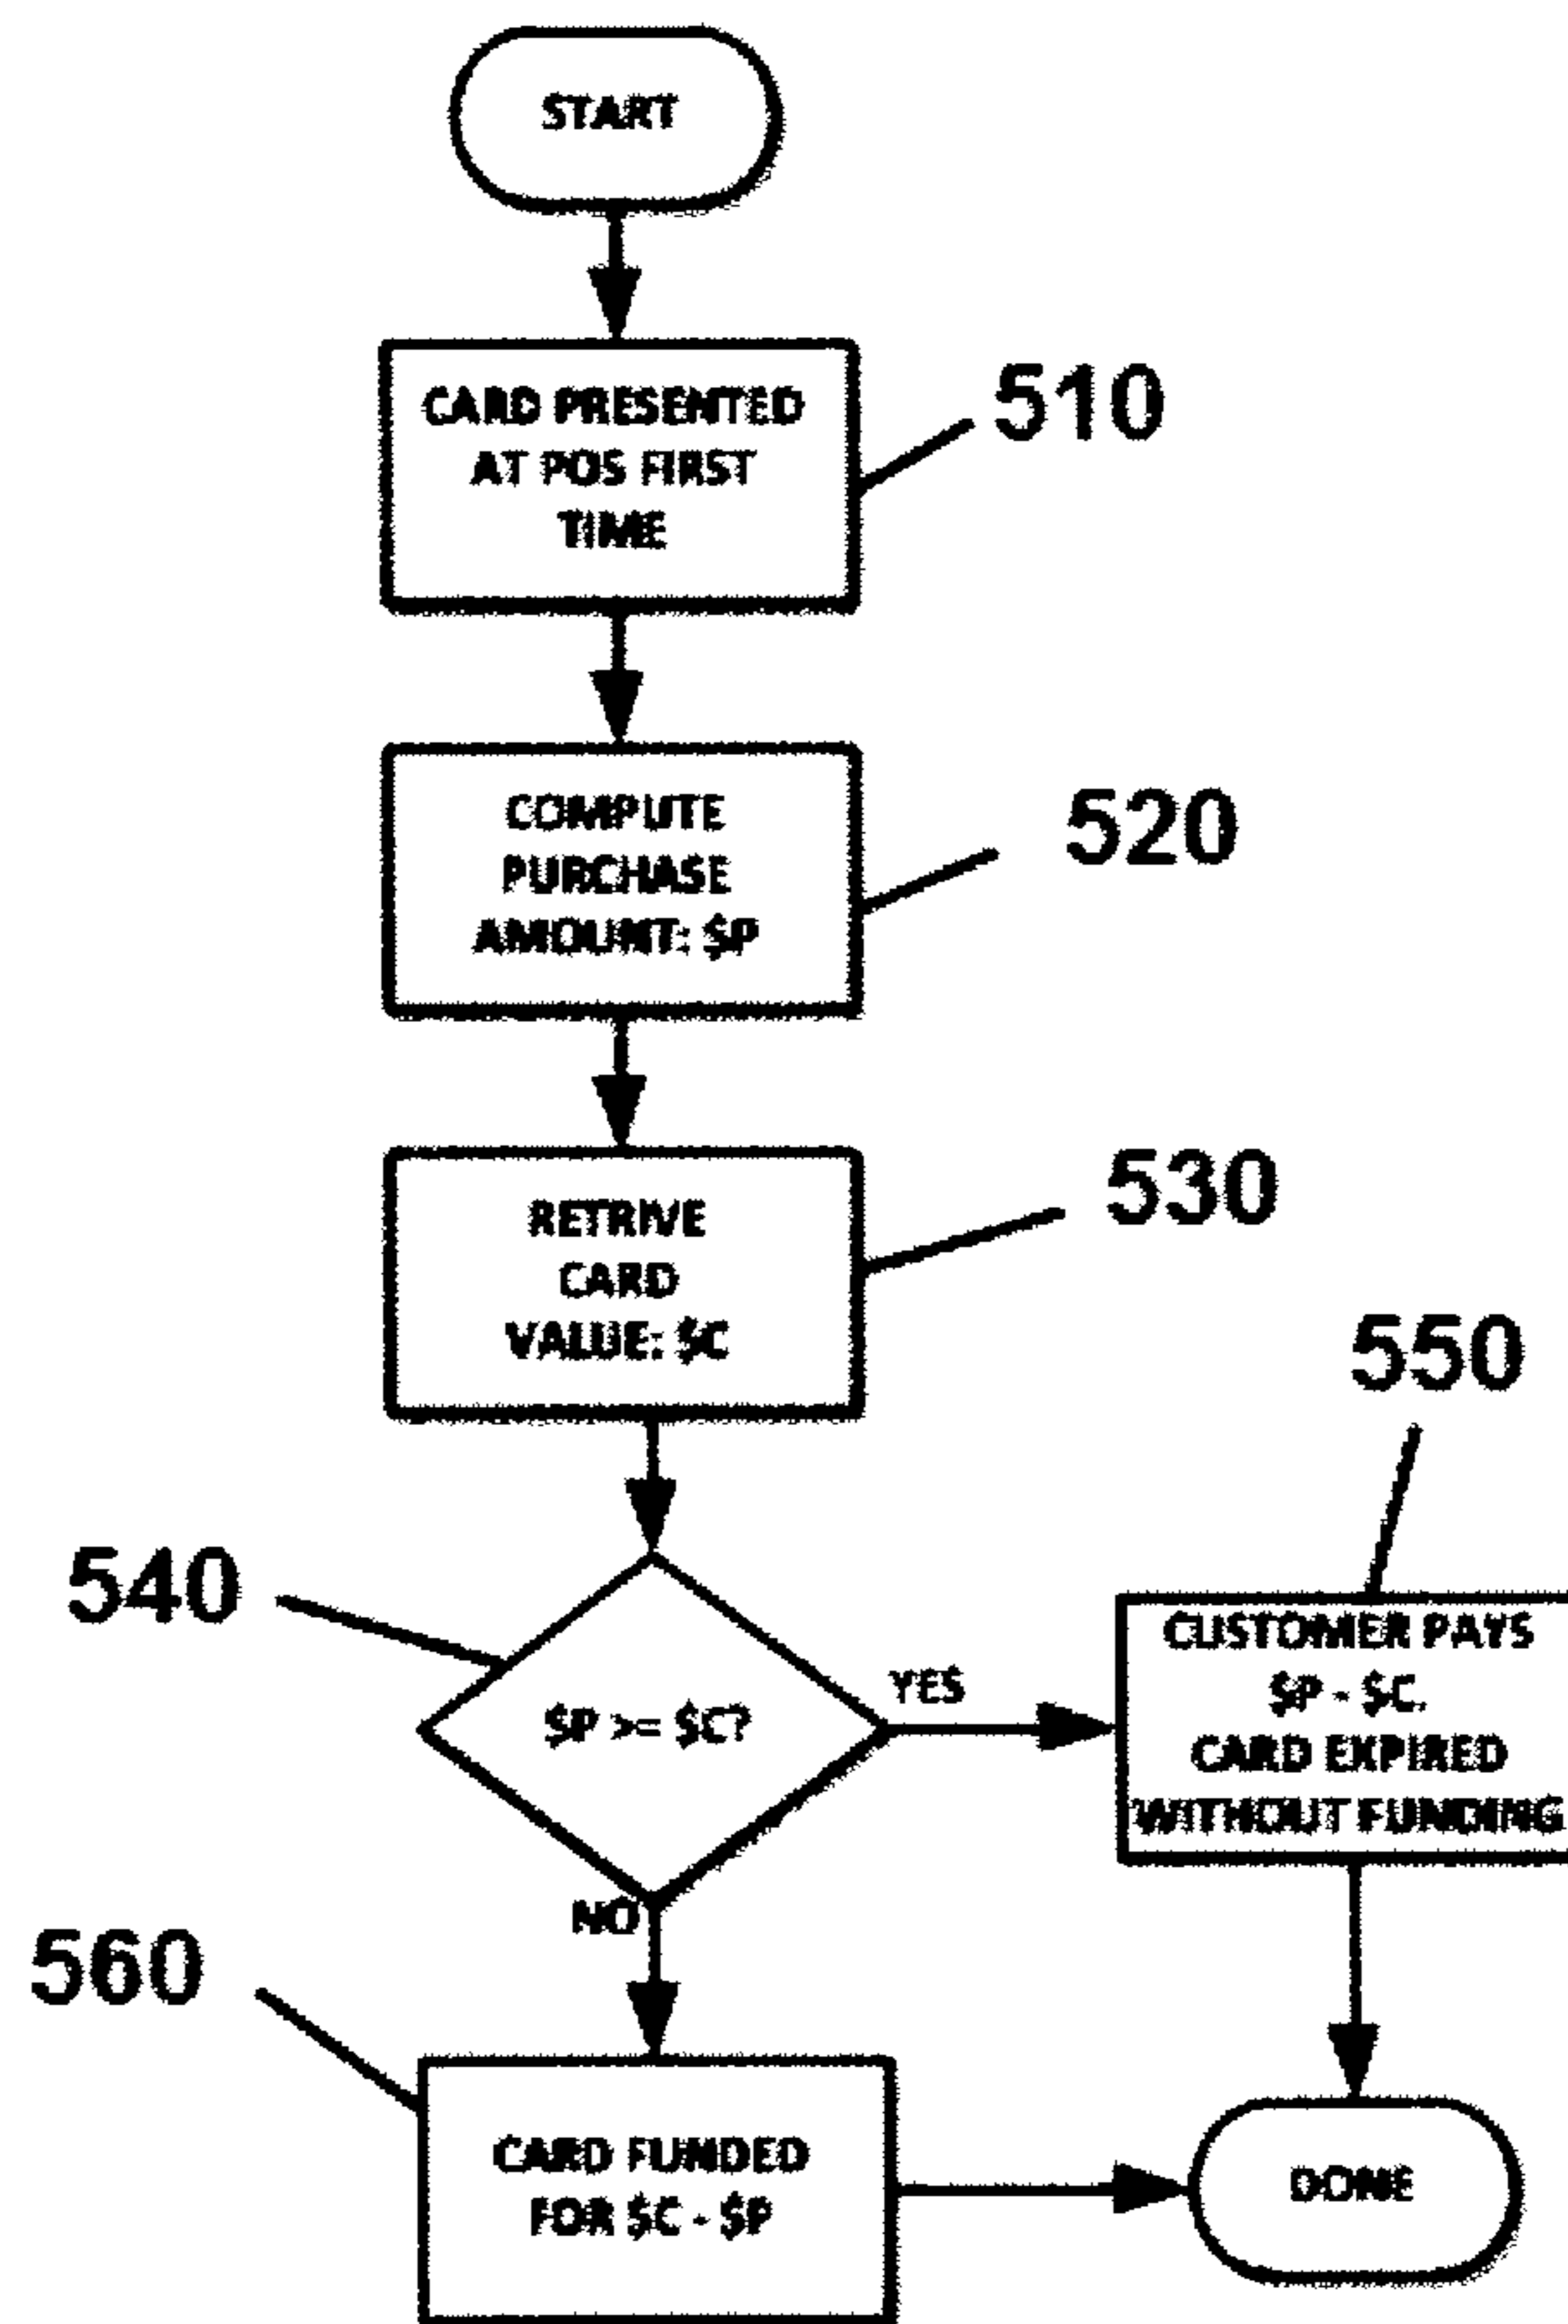 START
CARD PRESENTED
AT POS FIRST
TIME
510
COMPUTE
PURCHASE
AMOUNT: $P
520
RETRIVE
CARD
VALUE: $C
530
540
$P >= $C?
YES
550
CUSTOMER PAYS
$P - $C.
CARD EXPIRED
WITHOUT FUNDING
NO
560
CARD FUNDED
FOR $C - $P
DONE